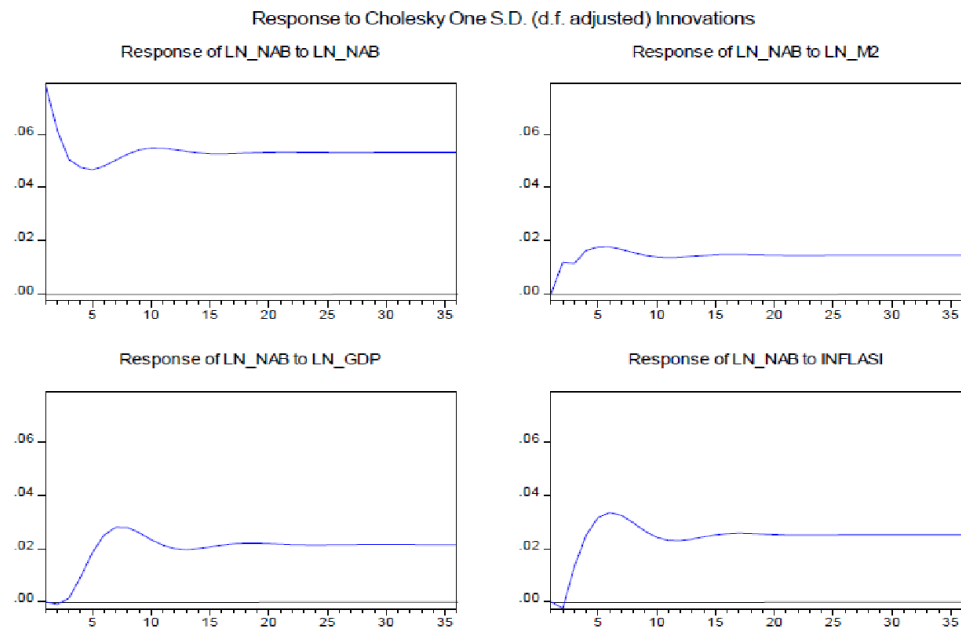 Response to Cholesky One S.D. (d.f. adjusted) Innovations
Response of LN_NAB to LN_NAB
.06
.04
.02
.00
5 10 15 20 25 30 35
Response of LN_NAB to LN_M2
.06
.04
.02
.00
5 10 15 20 25 30 35
Response of LN_NAB to LN_GDP
.06
.04
.02
.00
5 10 15 20 25 30 35
Response of LN_NAB to INFLASI
.06
.04
.02
.00
5 10 15 20 25 30 35